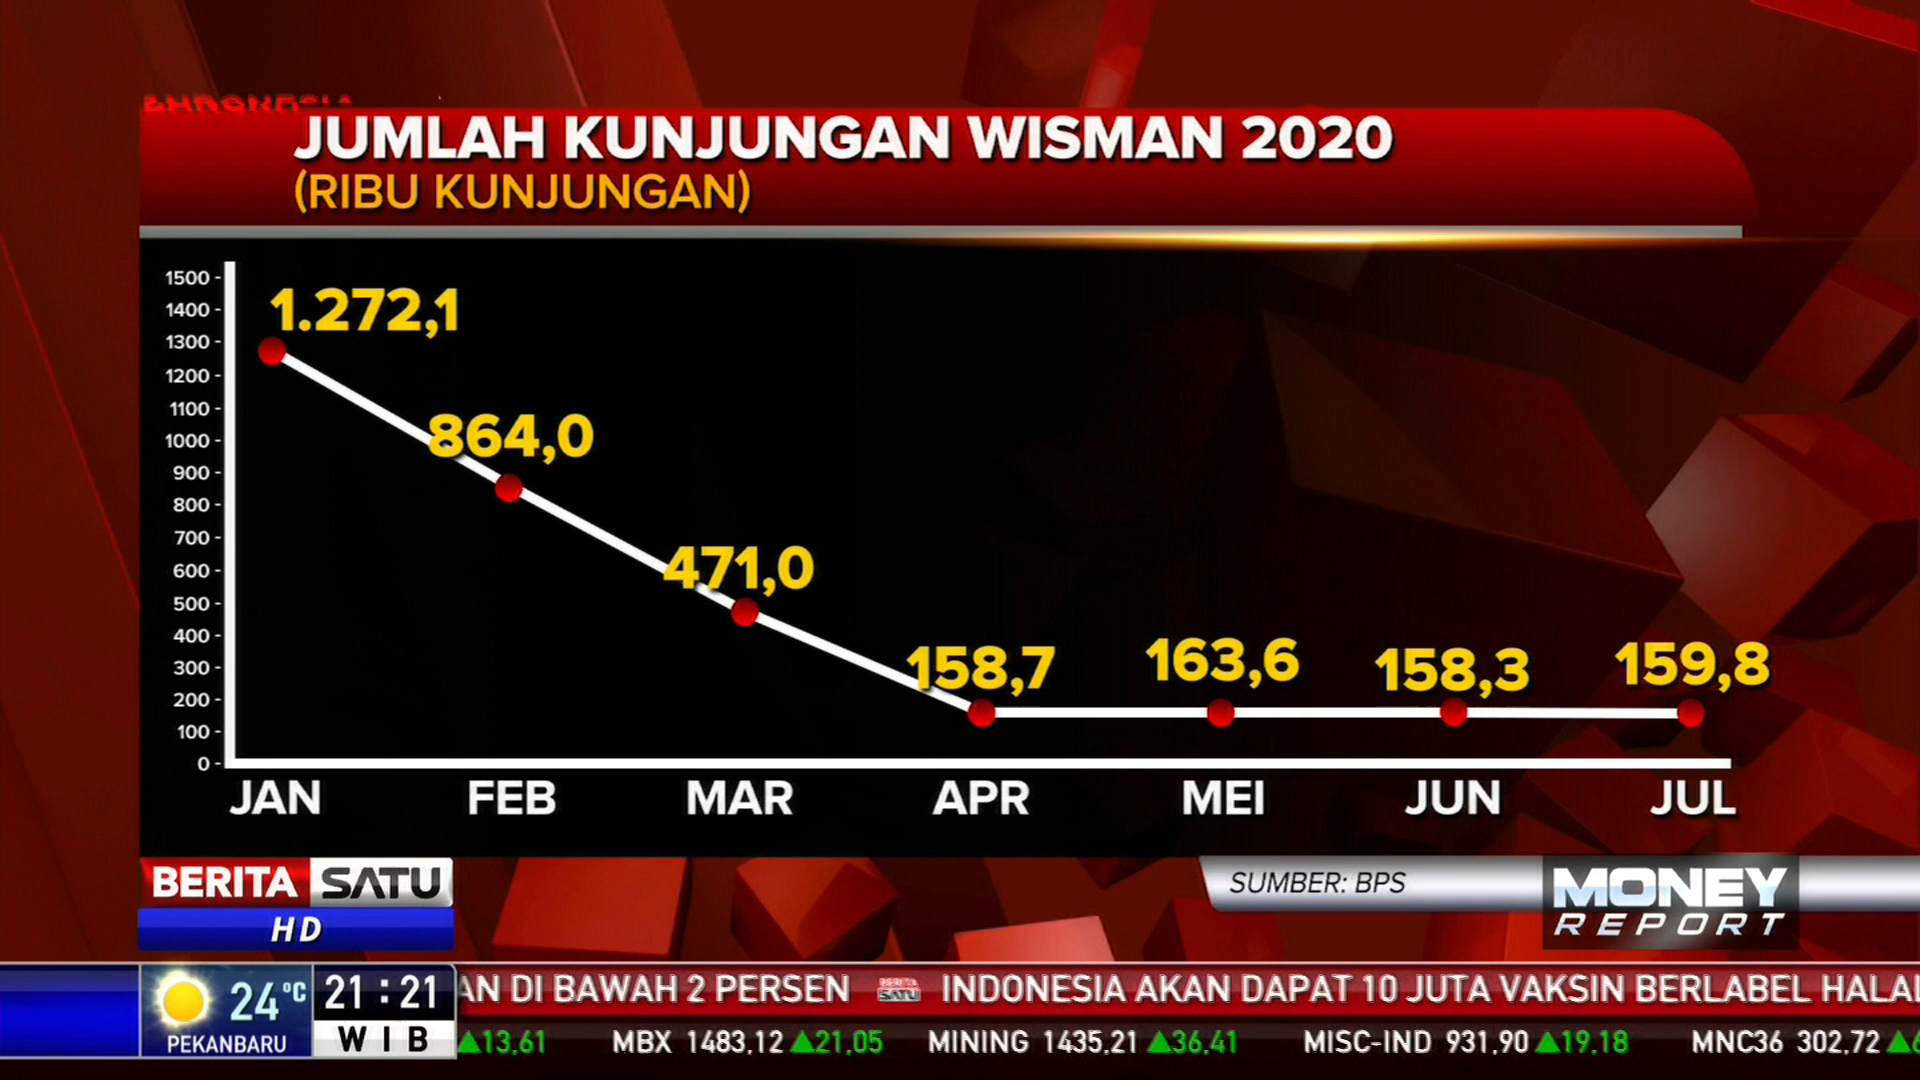 JUMLAH KUNJUNGAN WISMAN 2020
(RIBU KUNJUNGAN)
1500
1400
1300
1200
1100
1000
900
800
700
600
500
400
300
200
100
0
1.272,1
864,0
471,0
158,7
163,6
158,3
159,8
JAN FEB MAR APR MEI JUN JUL
BERITA SATU
HD
SUMBER: BPS
MONEY
REPORT
24°C
PEKANBARU
21:21
WIB
AN DI BAWAH 2 PERSEN BERITA SATU INDONESIA AKAN DAPAT 10 JUTA VAKSIN BERLABEL HALAL
▲13,61 MBX 1483,12 ▲21,05 MINING 1435,21 ▲36,41 MISC-IND 931,90 ▲19,18 MNC36 302,72 ▲